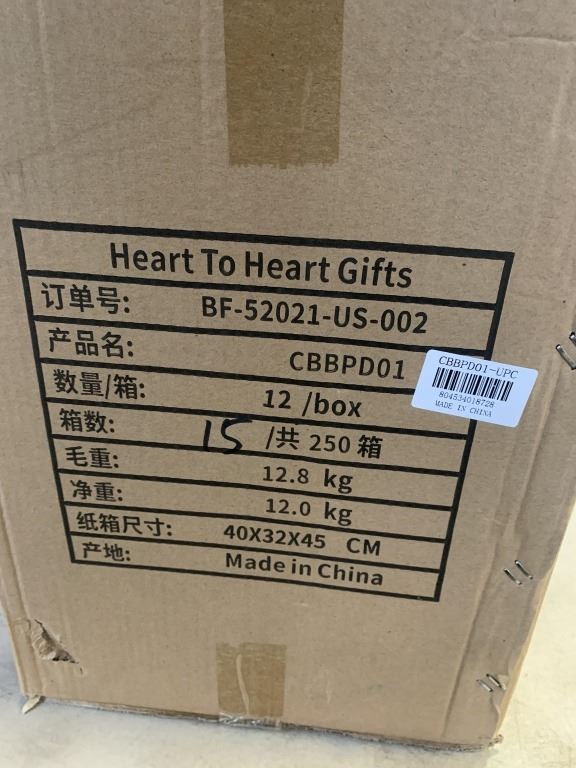 Heart To Heart Gifts
订单号: BF-52021-US-002
产品名: CBBPD01
CBBPD01-UPC
804534018728
MADE IN CHINA
数量/箱: 12 /box
箱数: 15 /共 250 箱
毛重: 12.8 kg
净重: 12.0 kg
纸箱尺寸: 40X32X45 CM
产地: Made in China